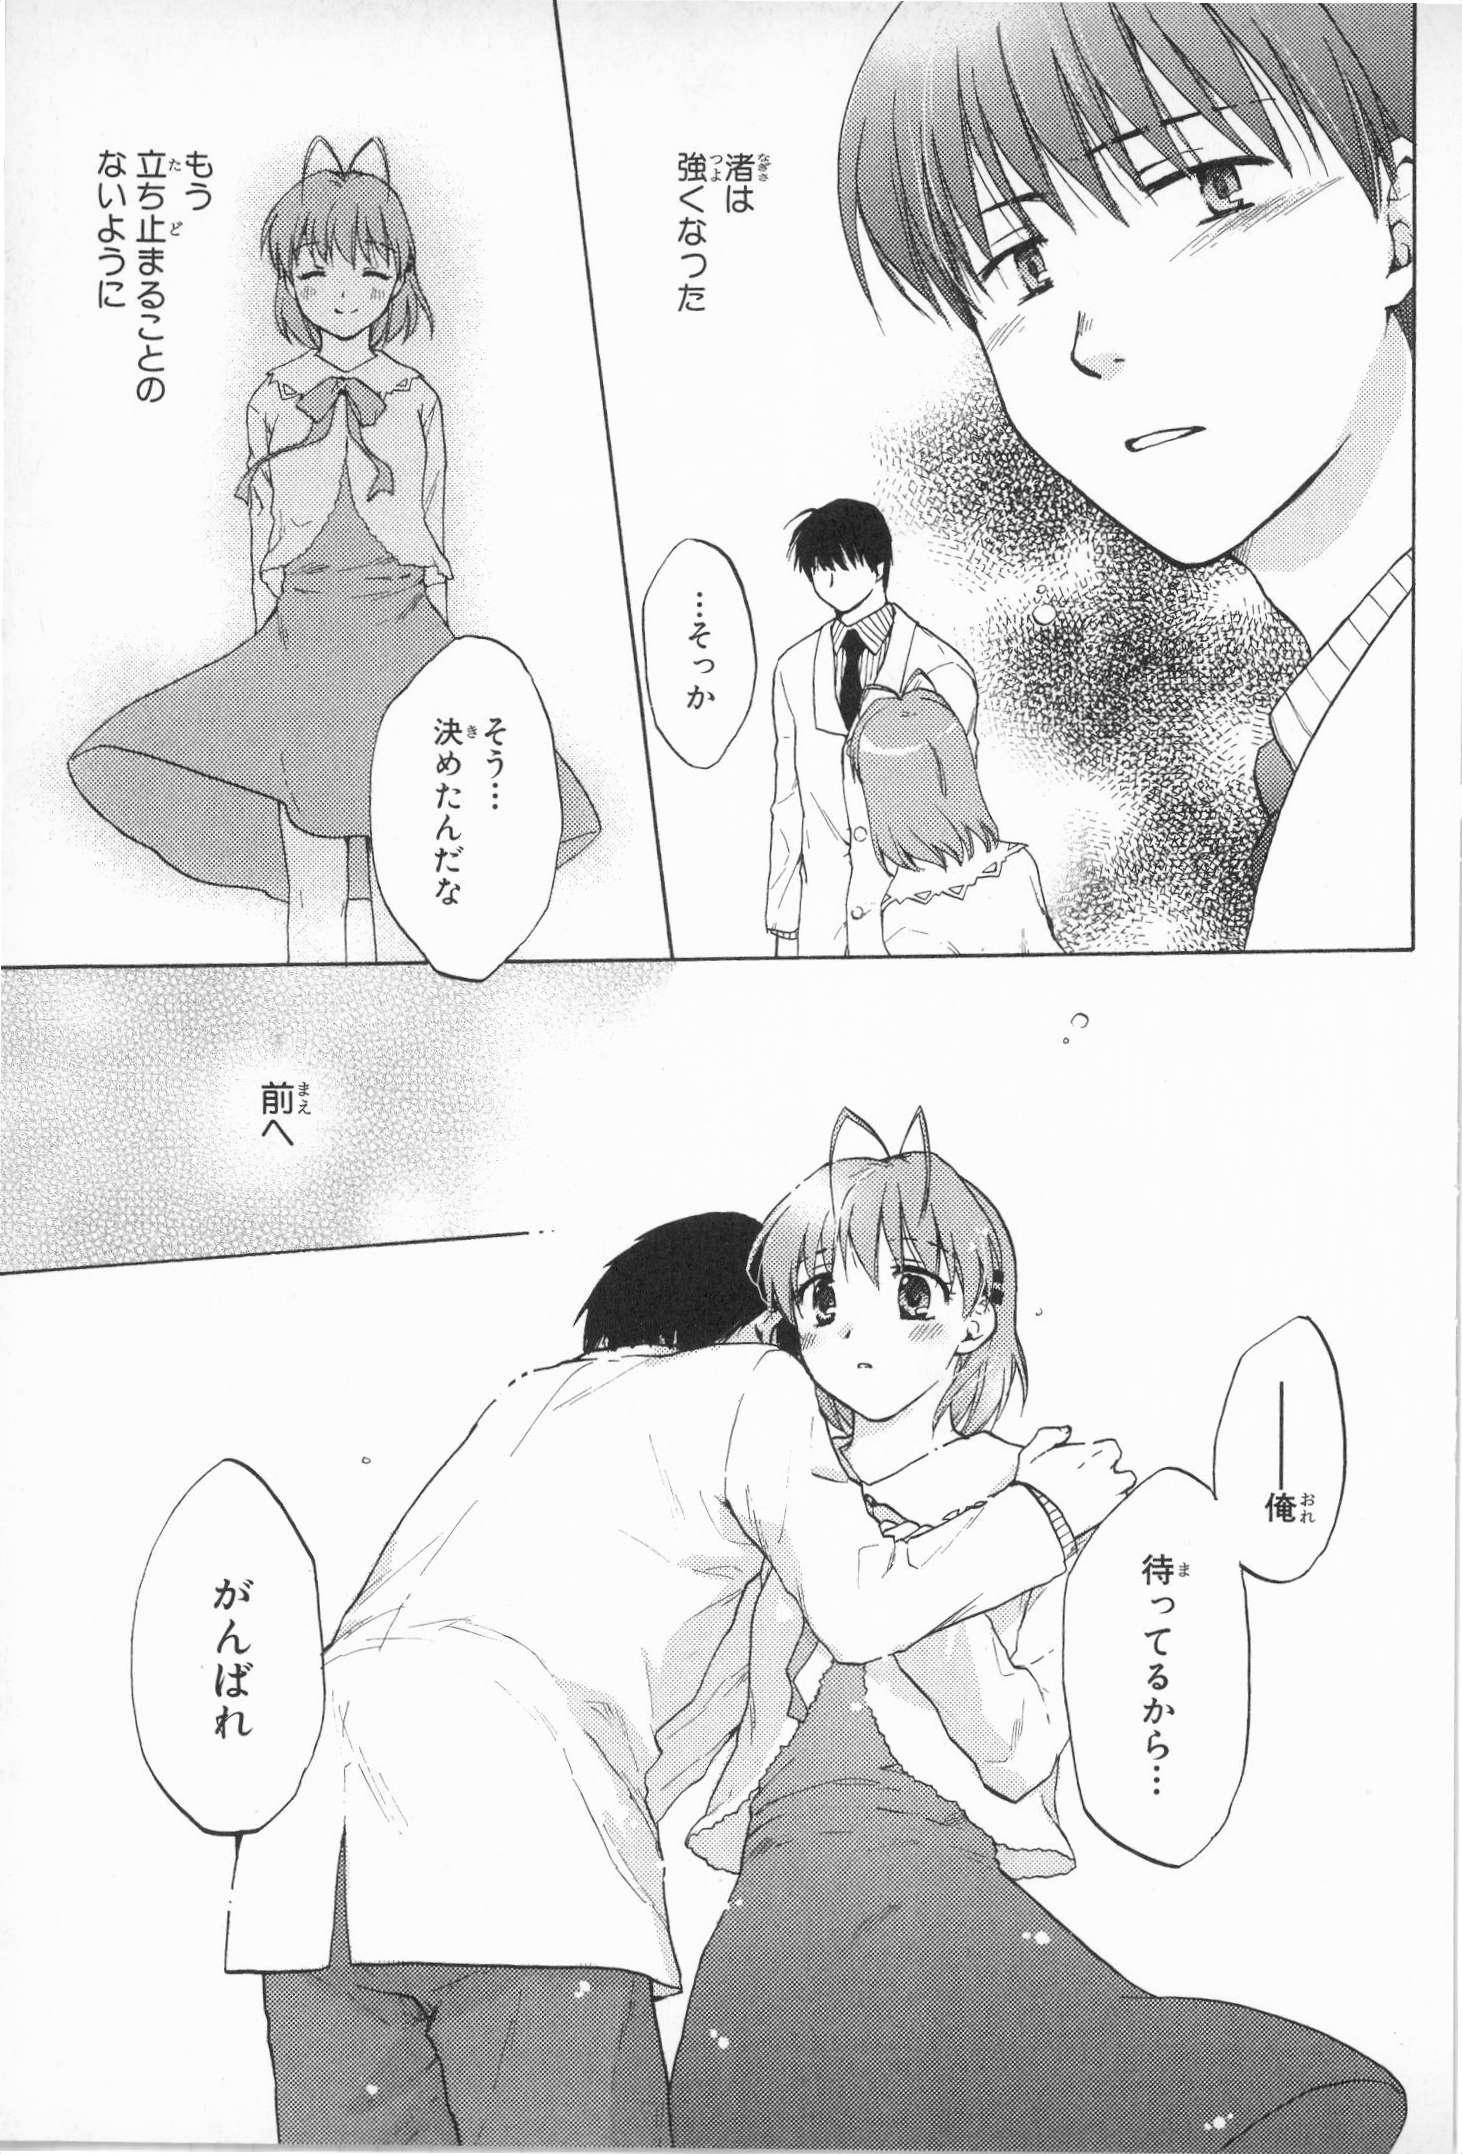 渚は
強くなった
…そっか
もう
立ち止まることの
ないように
そう…
決めたんだな
前へ
――俺
待ってるから…
がんばれ